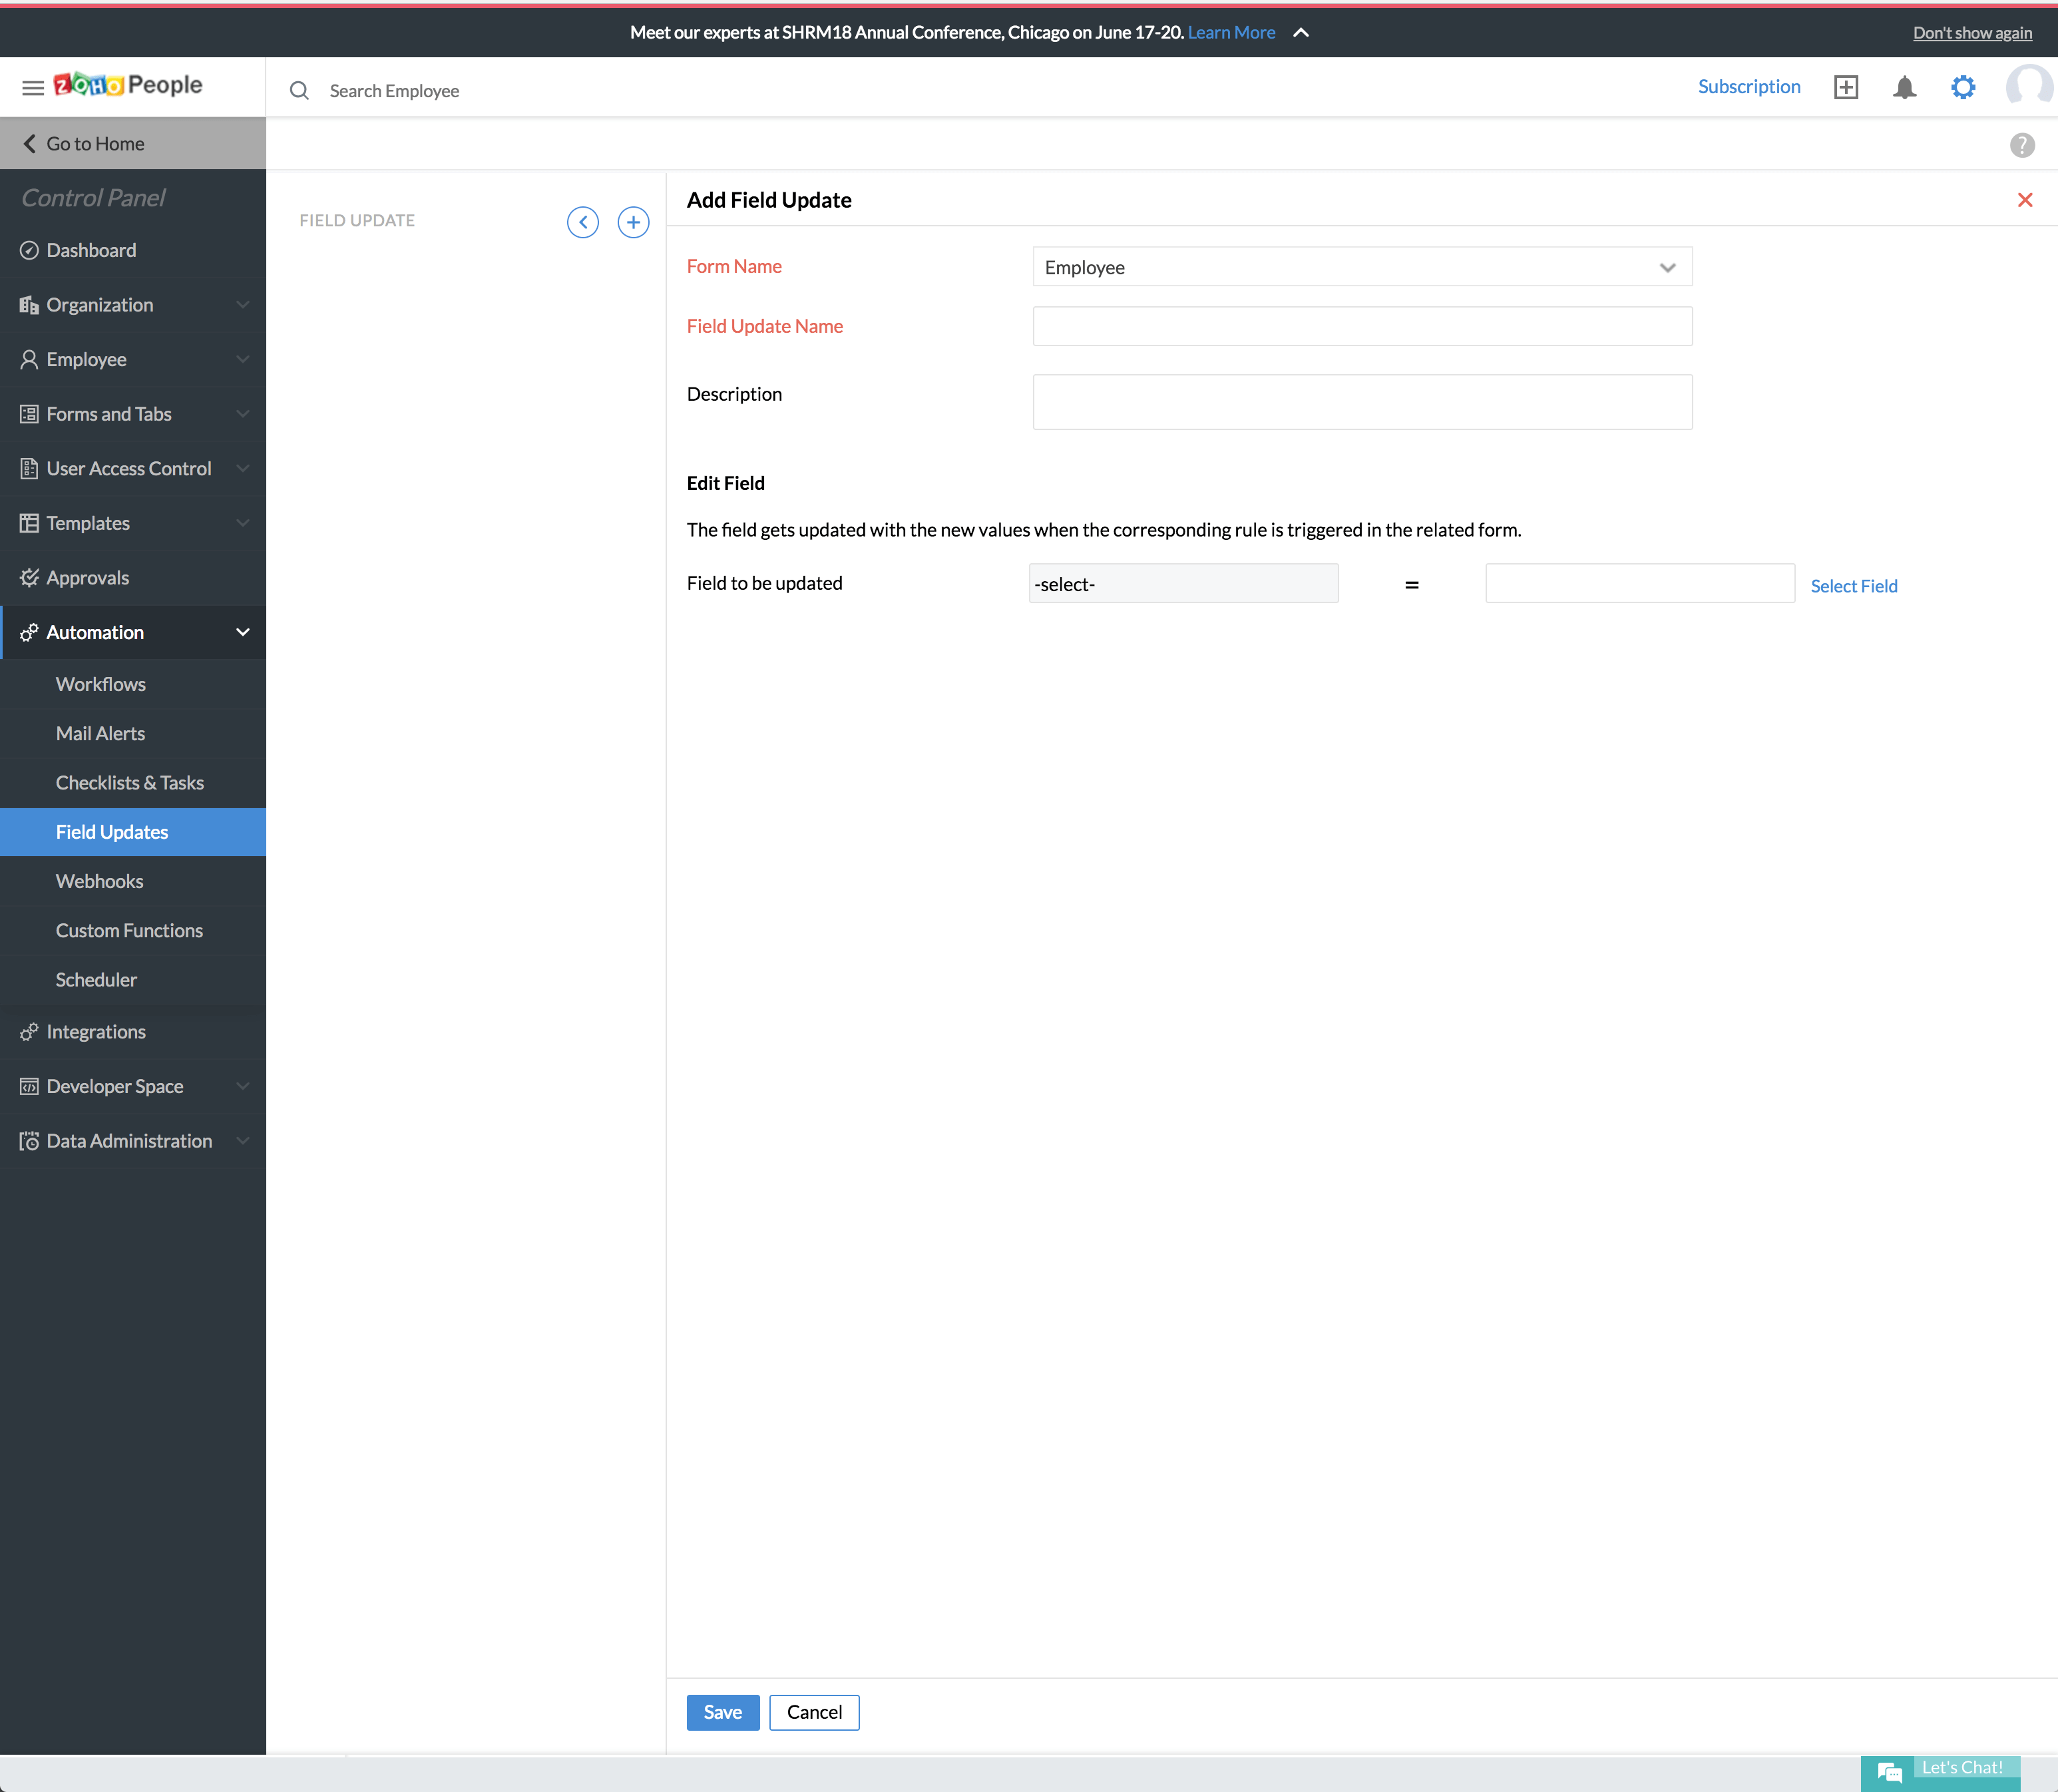 Meet our experts at SHRM18 Annual Conference, Chicago on June 17-20. Learn More
Don't show again
ZOHO People
Search Employee
Subscription
Go to Home
?
Control Panel
Dashboard
Organization
Employee
Forms and Tabs
User Access Control
Templates
Approvals
Automation
Workflows
Mail Alerts
Checklists & Tasks
Field Updates
Webhooks
Custom Functions
Scheduler
Integrations
Developer Space
Data Administration
FIELD UPDATE
Add Field Update
Form Name
Employee
Field Update Name
Description
Edit Field
The field gets updated with the new values when the corresponding rule is triggered in the related form.
Field to be updated
-select-
=
Select Field
Save
Cancel
Let's Chat!